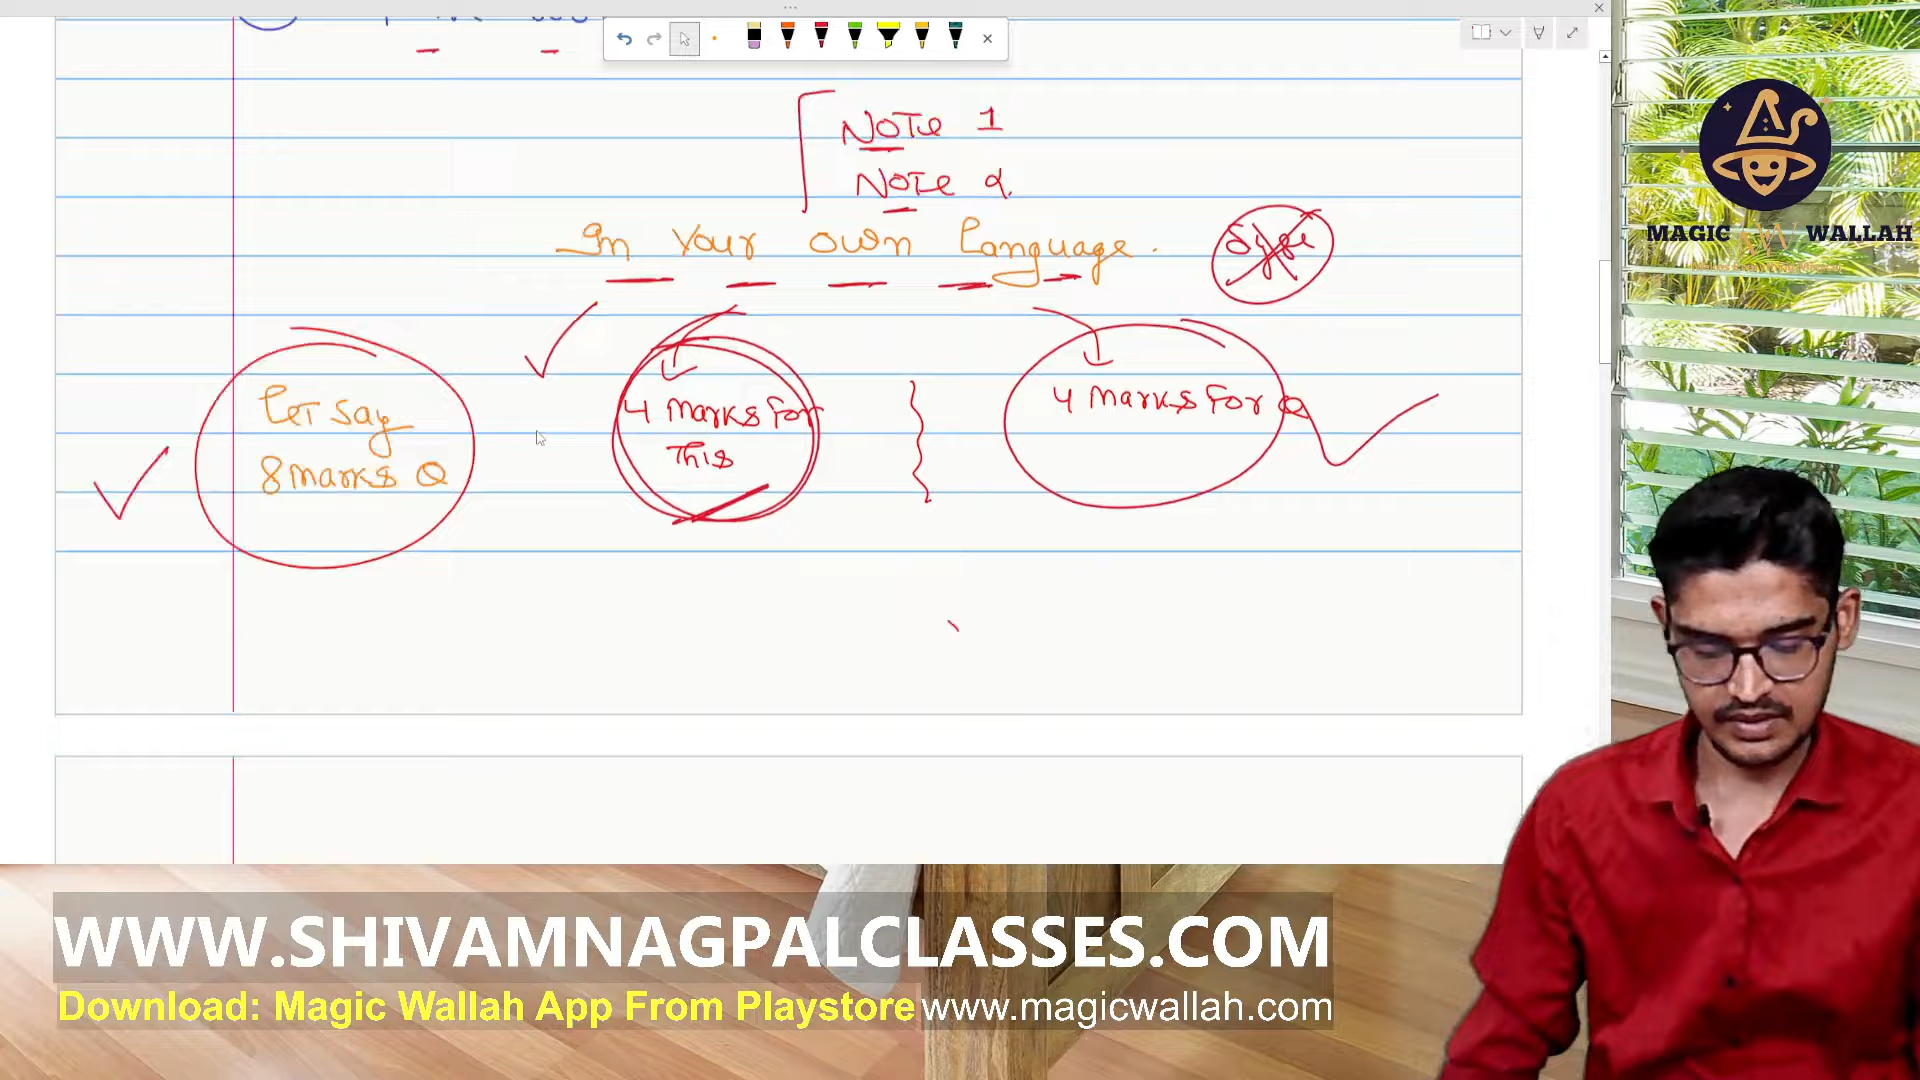 Note 1
Note 2
In Your own Language.
Let say
8 marks Q
4 marks for
This
4 marks for Q
MAGIC WALLAH
WWW.SHIVAMNAGPALCLASSES.COM
Download: Magic Wallah App From Playstore www.magicwallah.com